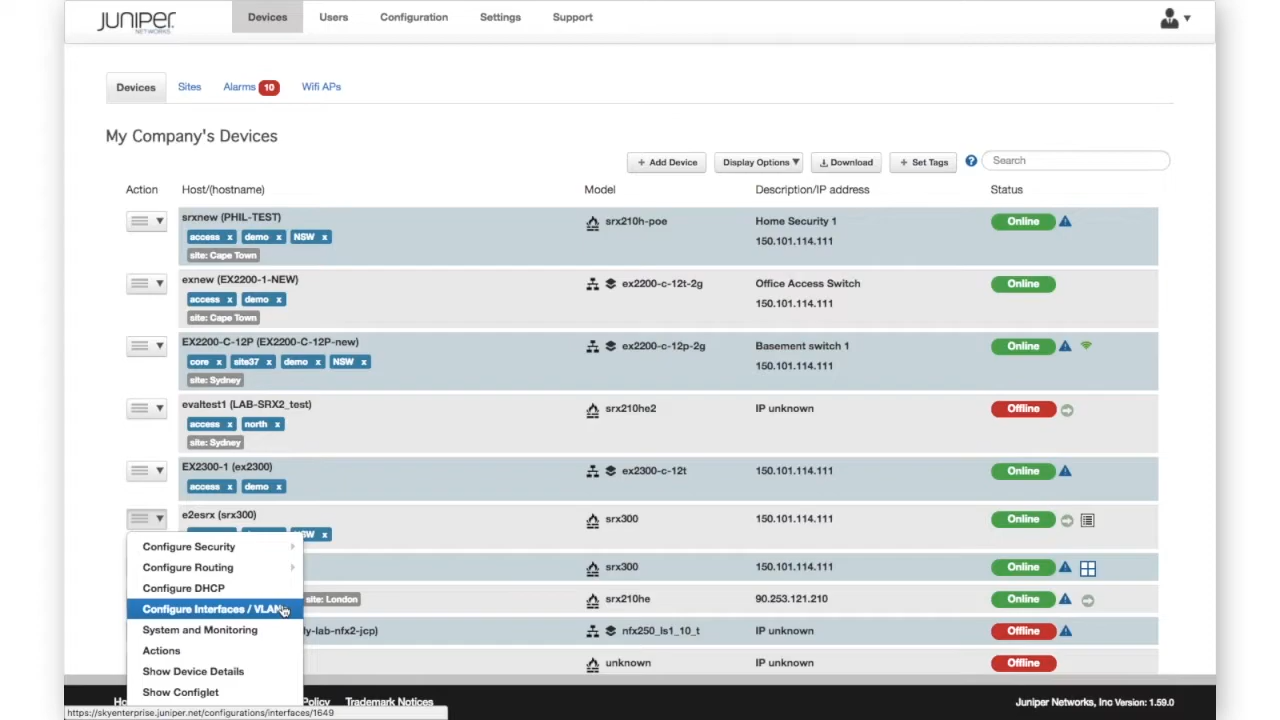 JUNIPER
NETWORKS
Devices Users Configuration Settings Support
Devices Sites Alarms 10 Wifi APs
My Company's Devices
+ Add Device Display Options Download + Set Tags ? Search
Action Host/(hostname) Model Description/IP address Status
srxnew (PHIL-TEST) srx210h-poe Home Security 1 Online
access x demo x NSW x 150.101.114.111
site: Cape Town
exnew (EX2200-1-NEW) ex2200-c-12t-2g Office Access Switch Online
access x demo x 150.101.114.111
site: Cape Town
EX2200-C-12P (EX2200-C-12P-new) ex2200-c-12p-2g Basement switch 1 Online
core x site37 x demo x NSW x 150.101.114.111
site: Sydney
evaltest1 (LAB-SRX2_test) srx210he2 IP unknown Offline
access x north x
site: Sydney
EX2300-1 (ex2300) ex2300-c-12t 150.101.114.111 Online
access x demo x
e2esrx (srx300) srx300 150.101.114.111 Online
SW x
Configure Security
Configure Routing srx300 150.101.114.111 Online
Configure DHCP
site: London srx210he 90.253.121.210 Online
Configure Interfaces / VLAN
System and Monitoring ly-lab-nfx2-jcp) nfx250_ls1_10_t IP unknown Offline
Actions
Show Device Details unknown IP unknown Offline
Show Configlet
Ho Policy Trademark Notices Juniper Networks, Inc Version: 1.59.0
https://skyenterprise.juniper.net/configurations/interfaces/1649